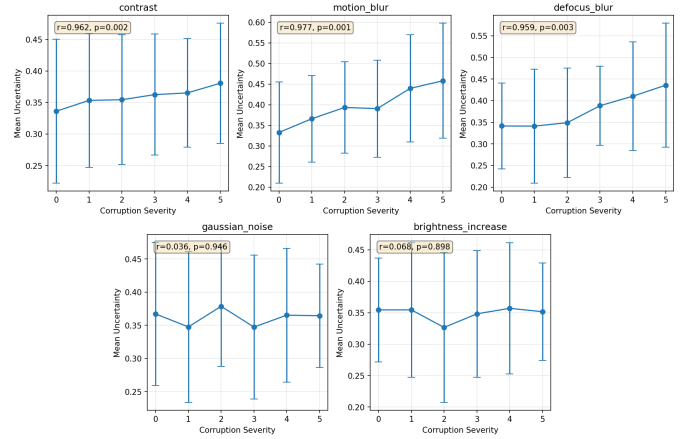 contrast
r=0.962, p=0.002
Mean Uncertainty
0.45
0.40
0.35
0.30
0.25
0 1 2 3 4 5
Corruption Severity
motion_blur
r=0.977, p=0.001
Mean Uncertainty
0.60
0.55
0.50
0.45
0.40
0.35
0.30
0.25
0.20
0 1 2 3 4 5
Corruption Severity
defocus_blur
r=0.959, p=0.003
Mean Uncertainty
0.55
0.50
0.45
0.40
0.35
0.30
0.25
0.20
0 1 2 3 4 5
Corruption Severity
gaussian_noise
r=0.036, p=0.946
Mean Uncertainty
0.45
0.40
0.35
0.30
0.25
0 1 2 3 4 5
Corruption Severity
brightness_increase
r=0.068, p=0.898
Mean Uncertainty
0.45
0.40
0.35
0.30
0.25
0.20
0 1 2 3 4 5
Corruption Severity